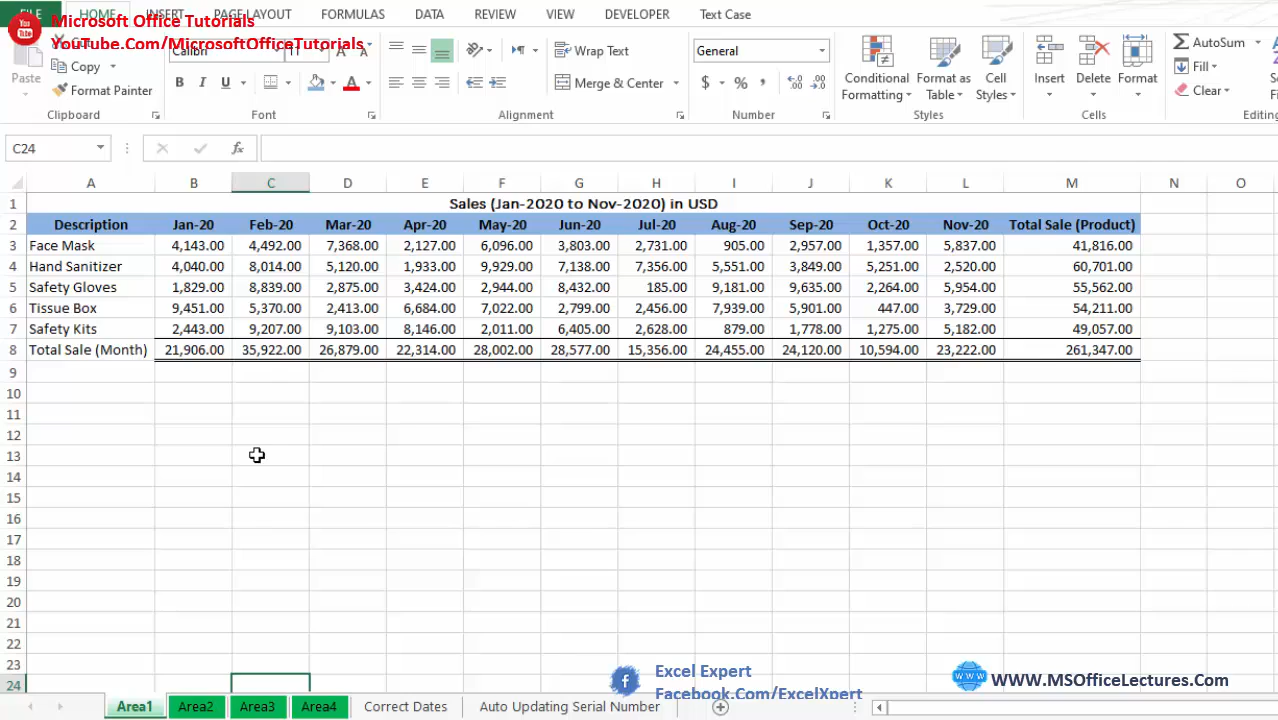 FILE HOME INSERT PAGE LAYOUT FORMULAS DATA REVIEW VIEW DEVELOPER Text Case
Microsoft Office Tutorials
YouTube.Com/MicrosoftOfficeTutorials
You
Tube
Paste
Cut
Copy
Format Painter
Clipboard
Calibri 11
B I U
Font
Wrap Text
Merge & Center
Alignment
General
$ % ,
Number
Conditional Formatting
Format as Table
Cell Styles
Styles
Insert Delete Format
Cells
AutoSum
Fill
Clear
Editing
C24 fx
A B C D E F G H I J K L M N O
1 Sales (Jan-2020 to Nov-2020) in USD
2 Description Jan-20 Feb-20 Mar-20 Apr-20 May-20 Jun-20 Jul-20 Aug-20 Sep-20 Oct-20 Nov-20 Total Sale (Product)
3 Face Mask 4,143.00 4,492.00 7,368.00 2,127.00 6,096.00 3,803.00 2,731.00 905.00 2,957.00 1,357.00 5,837.00 41,816.00
4 Hand Sanitizer 4,040.00 8,014.00 5,120.00 1,933.00 9,929.00 7,138.00 7,356.00 5,551.00 3,849.00 5,251.00 2,520.00 60,701.00
5 Safety Gloves 1,829.00 8,839.00 2,875.00 3,424.00 2,944.00 8,432.00 185.00 9,181.00 9,635.00 2,264.00 5,954.00 55,562.00
6 Tissue Box 9,451.00 5,370.00 2,413.00 6,684.00 7,022.00 2,799.00 2,456.00 7,939.00 5,901.00 447.00 3,729.00 54,211.00
7 Safety Kits 2,443.00 9,207.00 9,103.00 8,146.00 2,011.00 6,405.00 2,628.00 879.00 1,778.00 1,275.00 5,182.00 49,057.00
8 Total Sale (Month) 21,906.00 35,922.00 26,879.00 22,314.00 28,002.00 28,577.00 15,356.00 24,455.00 24,120.00 10,594.00 23,222.00 261,347.00
9
10
11
12
13
14
15
16
17
18
19
20
21
22
23
24
Excel Expert
Facebook.Com/ExcelXpert
www.MSOfficeLectures.Com
Area1 Area2 Area3 Area4 Correct Dates Auto Updating Serial Number